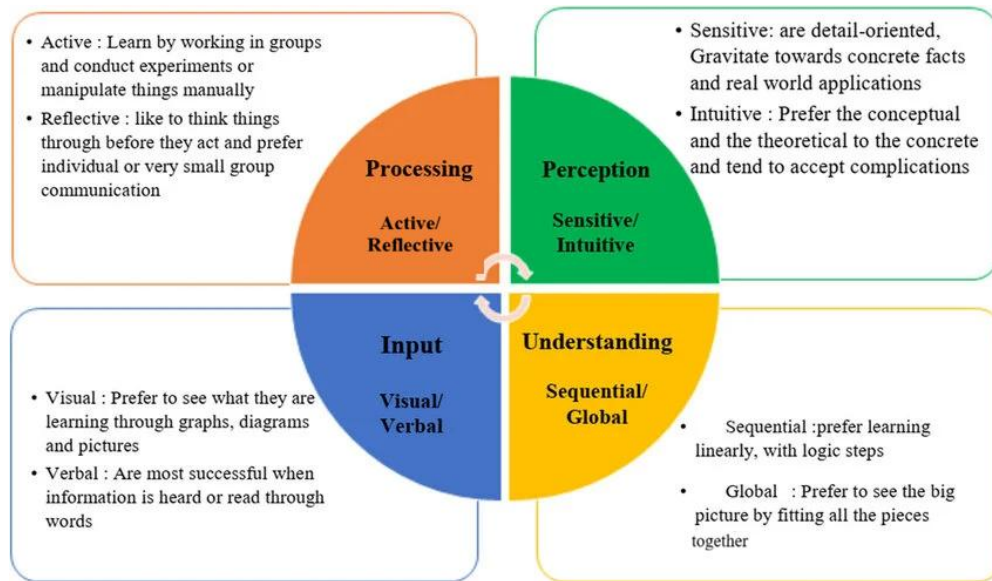 • Active : Learn by working in groups
and conduct experiments or
manipulate things manually
• Reflective : like to think things
through before they act and prefer
individual or very small group
communication
Processing
Active/
Reflective
Perception
Sensitive/
Intuitive
• Sensitive: are detail-oriented,
Gravitate towards concrete facts
and real world applications
• Intuitive : Prefer the conceptual
and the theoretical to the concrete
and tend to accept complications
• Visual : Prefer to see what they are
learning through graphs, diagrams
and pictures
• Verbal : Are most successful when
information is heard or read through
words
Input
Visual/
Verbal
Understanding
Sequential/
Global
• Sequential :prefer learning
linearly, with logic steps
• Global : Prefer to see the big
picture by fitting all the pieces
together